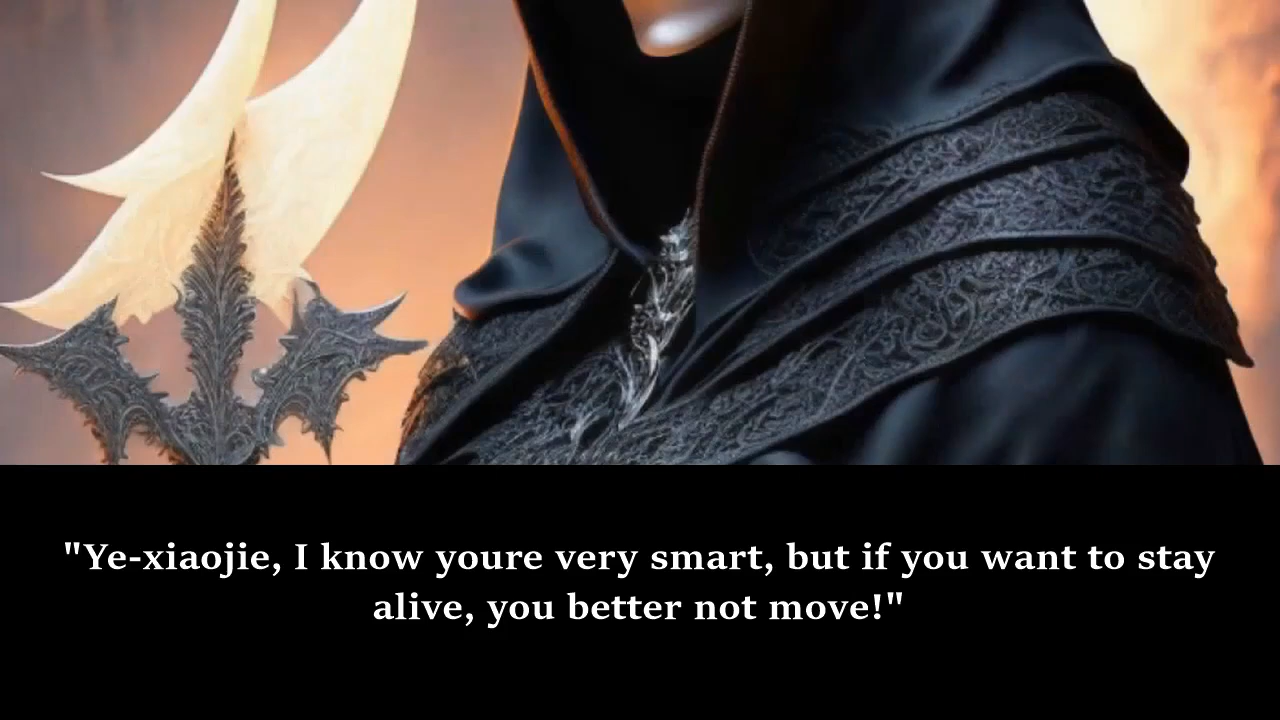 "Ye-xiaojie, I know youre very smart, but if you want to stay
alive, you better not move!"